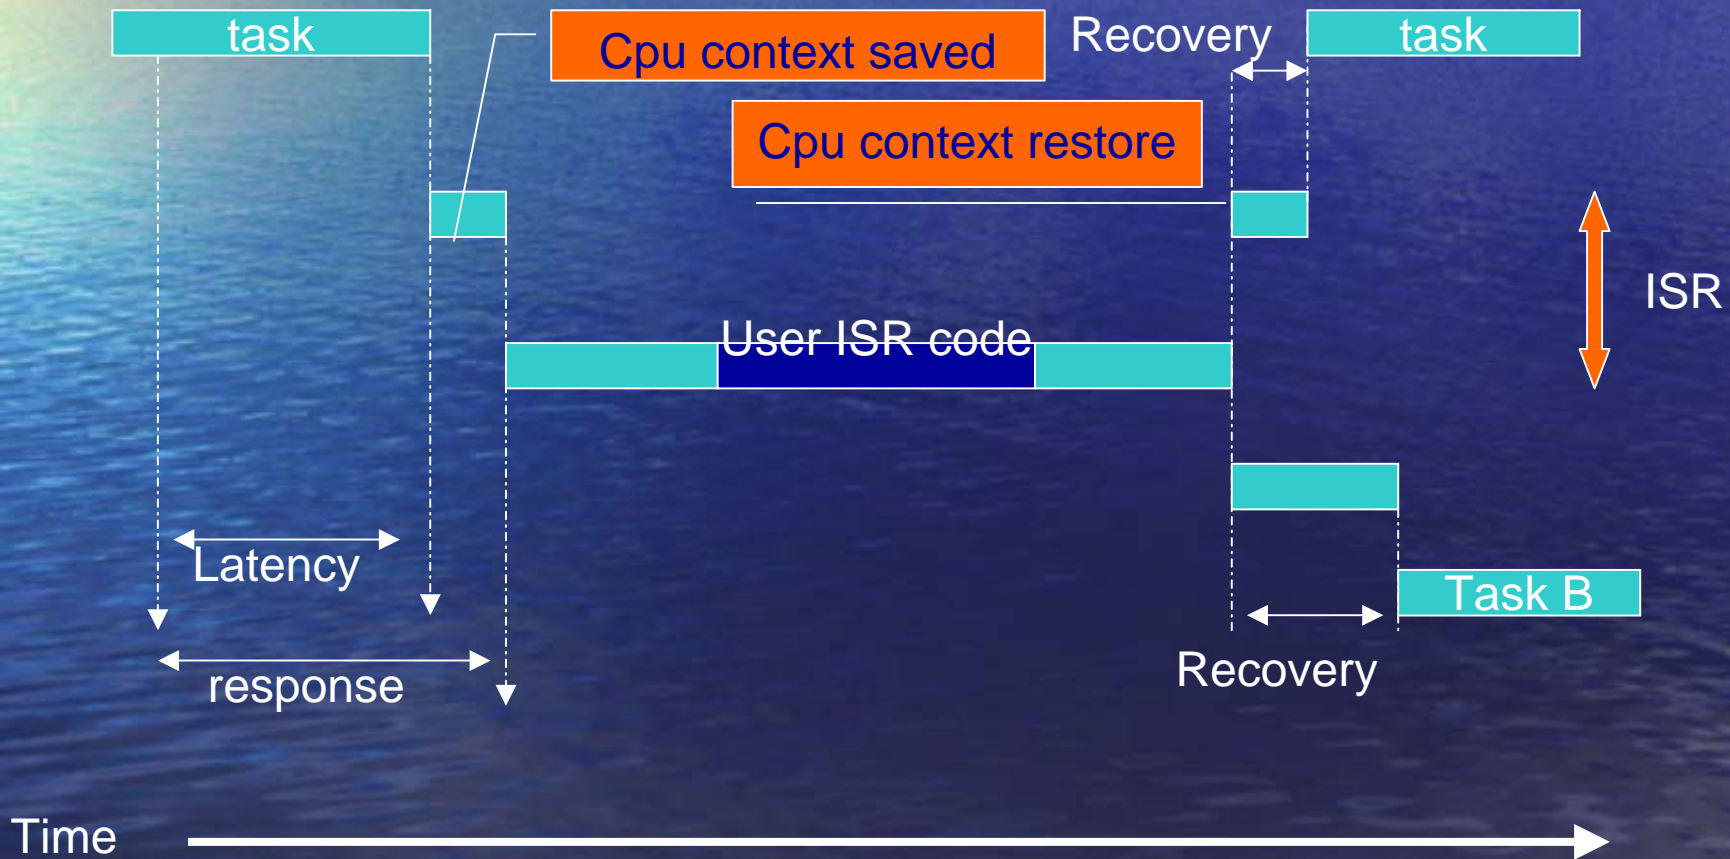 task
Cpu context saved
Recovery
task
Cpu context restore
ISR
User ISR code
Latency
Task B
response
Recovery
Time